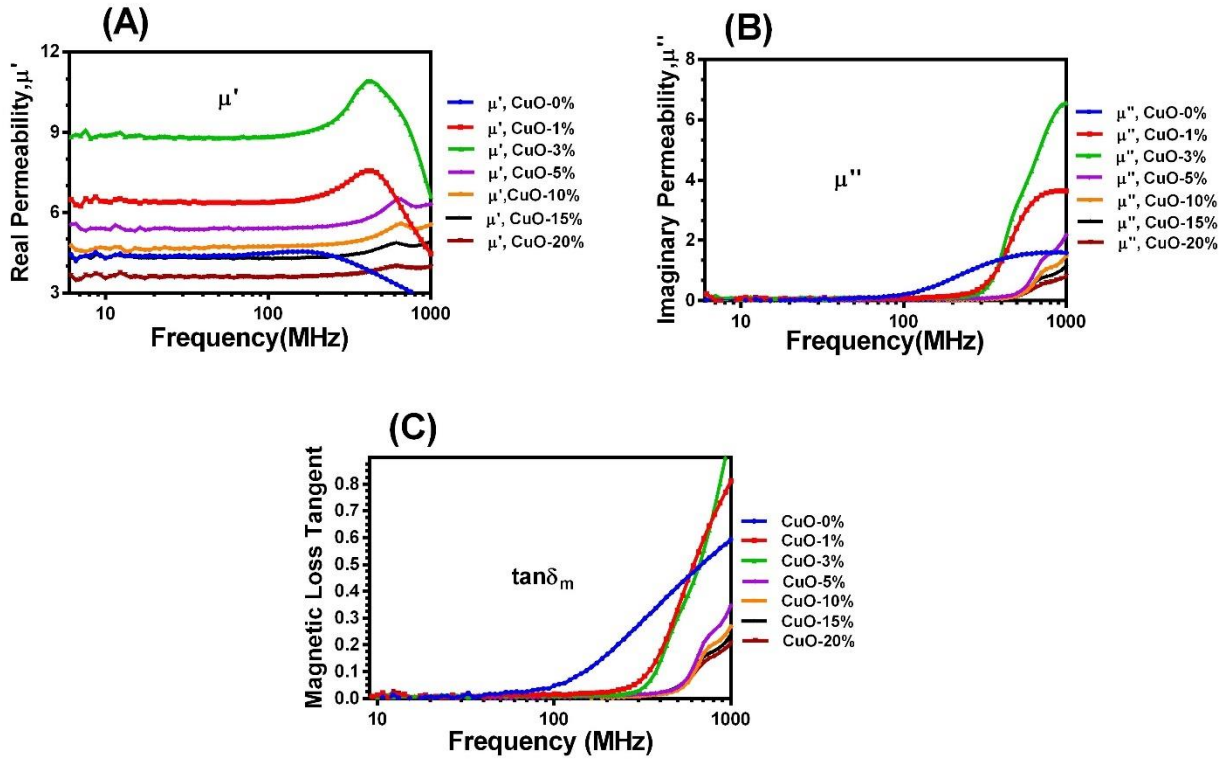 (A)
Real Permeability,μ'
12
9
6
3
μ'
10
100
1000
Frequency(MHz)
μ', CuO-0%
μ', CuO-1%
μ', CuO-3%
μ', CuO-5%
μ',CuO-10%
μ', CuO-15%
μ', CuO-20%
(B)
Imaginary Permeability,μ''
8
6
4
2
0
μ''
10
100
1000
Frequency(MHz)
μ'', CuO-0%
μ'', CuO-1%
μ'', CuO-3%
μ'', CuO-5%
μ'', CuO-10%
μ'', CuO-15%
μ'', CuO-20%
(C)
Magnetic Loss Tangent
0.8
0.7
0.6
0.5
0.4
0.3
0.2
0.1
0.0
tanδm
10
100
1000
Frequency (MHz)
CuO-0%
CuO-1%
CuO-3%
CuO-5%
CuO-10%
CuO-15%
CuO-20%